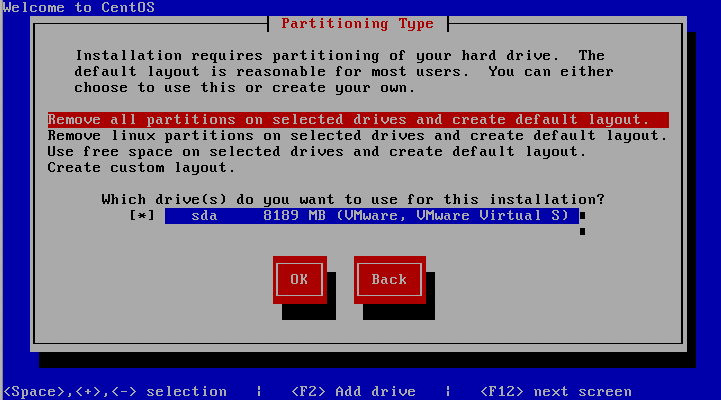 Welcome to CentOS
Partitioning Type
Installation requires partitioning of your hard drive.  The
default layout is reasonable for most users.  You can either
choose to use this or create your own.
Remove all partitions on selected drives and create default layout.
Remove linux partitions on selected drives and create default layout.
Use free space on selected drives and create default layout.
Create custom layout.
Which drive(s) do you want to use for this installation?
[*]    sda     8189 MB (VMware, VMware Virtual S)
OK    Back
<Space>,<+>,<-> selection   |   <F2> Add drive   |   <F12> next screen